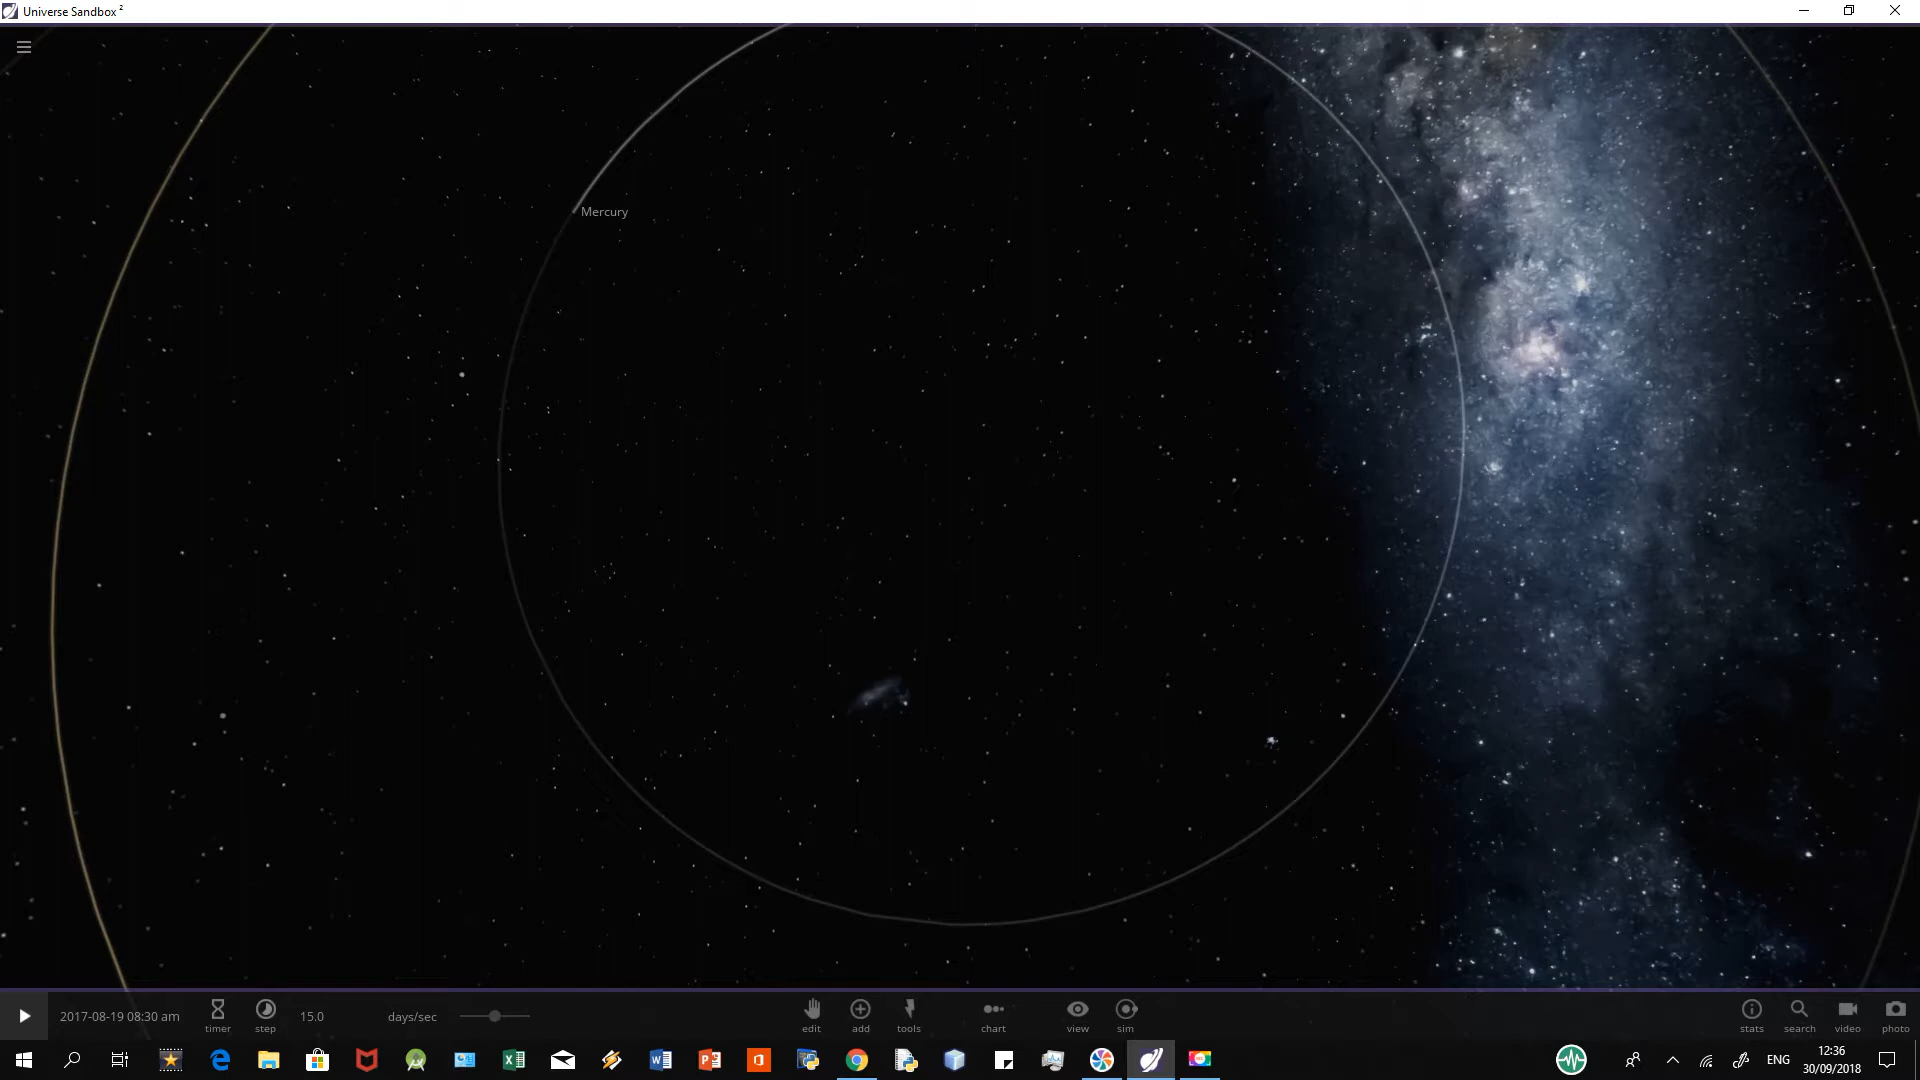 Universe Sandbox ²
Mercury
2017-08-19 08:30 am
timer
step
15.0
days/sec
edit
add
tools
chart
view
sim
stats
search
video
photo
ENG
12:36
30/09/2018